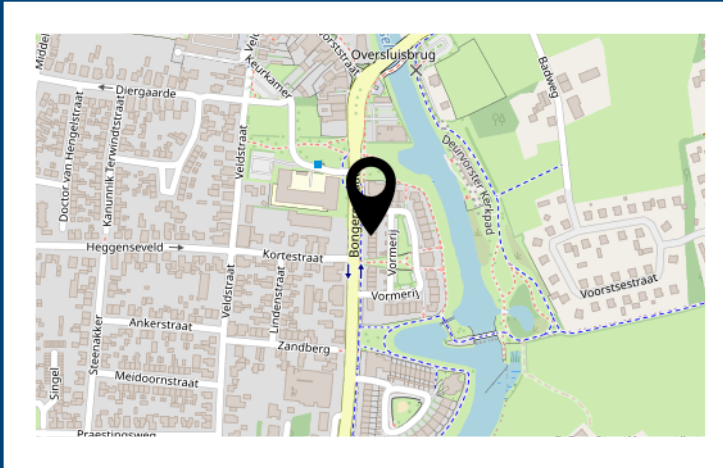 Oversluisbrug
Keurkamer
Diergaarde
Badweg
Doctor van Hengelstraat
Kanunnik Terwindtstraat
Veldstraat
Deurvorster Kerkpad
Heggenseveld
Kortestraat
Vormerij
Vormerij
Voorstsestraat
Veldstraat
Lindenstraat
Ankerstraat
Zandberg
Steenakker
Singel
Meidoornstraat
Praestingsweg